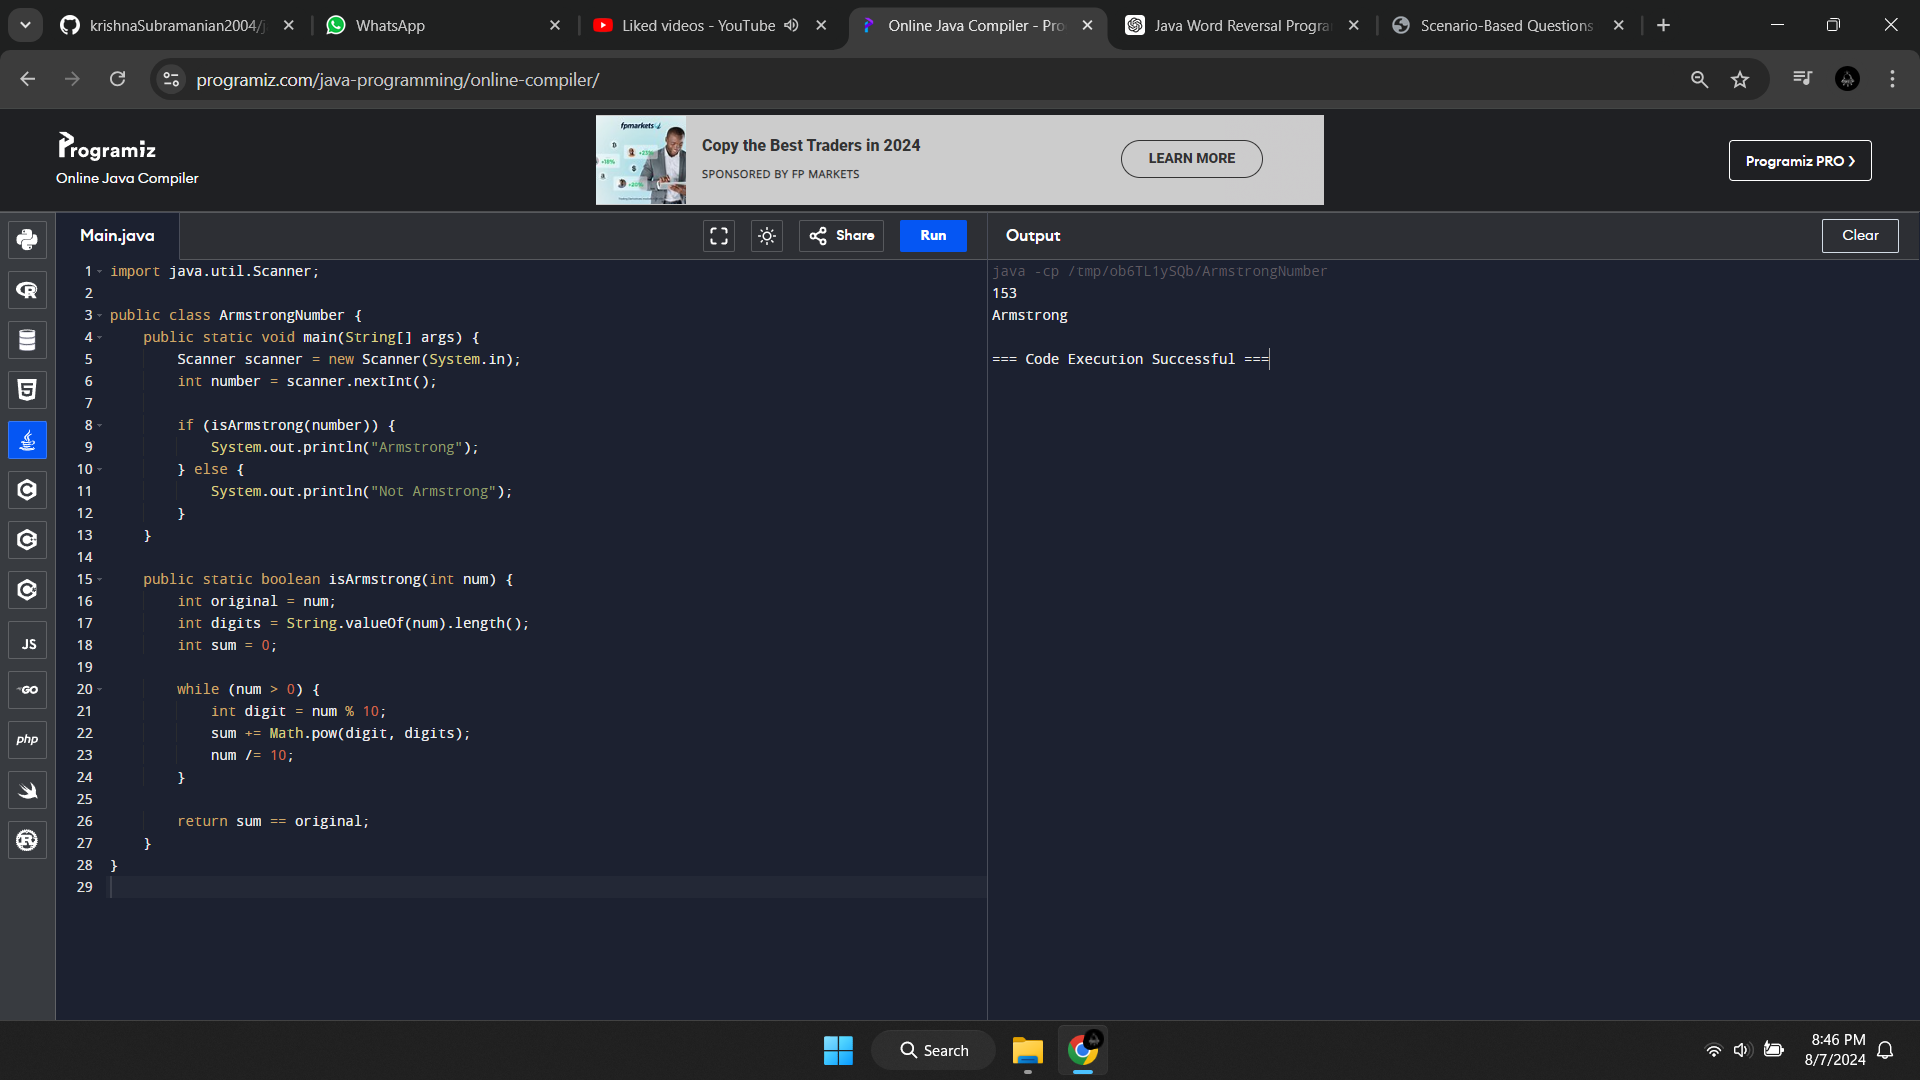 krishnaSubramanian2004/j
WhatsApp
Liked videos - YouTube
Online Java Compiler - Pro
Java Word Reversal Progra
Scenario-Based Questions
programiz.com/java-programming/online-compiler/
Programiz
Online Java Compiler
fpmarkets
Copy the Best Traders in 2024
SPONSORED BY FP MARKETS
LEARN MORE
Programiz PRO >
Main.java
Share
Run
Output
Clear
1 import java.util.Scanner;
2
3 public class ArmstrongNumber {
4 public static void main(String[] args) {
5 Scanner scanner = new Scanner(System.in);
6 int number = scanner.nextInt();
7
8 if (isArmstrong(number)) {
9 System.out.println("Armstrong");
10 } else {
11 System.out.println("Not Armstrong");
12 }
13 }
14
15 public static boolean isArmstrong(int num) {
16 int original = num;
17 int digits = String.valueOf(num).length();
18 int sum = 0;
19
20 while (num > 0) {
21 int digit = num % 10;
22 sum += Math.pow(digit, digits);
23 num /= 10;
24 }
25
26 return sum == original;
27 }
28 }
29
java -cp /tmp/ob6TL1ySQb/ArmstrongNumber
153
Armstrong
=== Code Execution Successful ===
JS
GO
php
Search
8:46 PM
8/7/2024